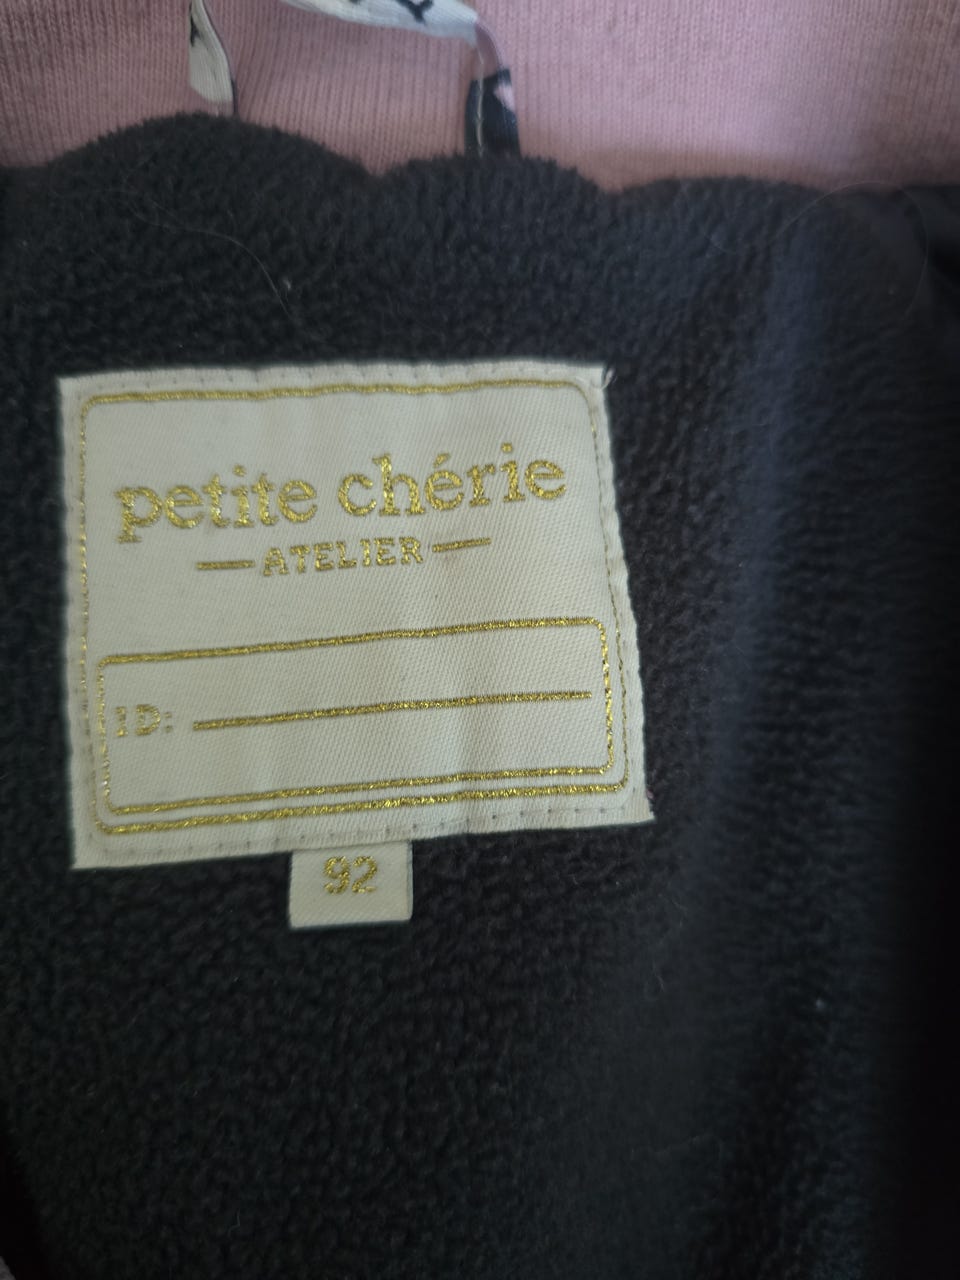 petite chérie
ATELIER
ID:
92